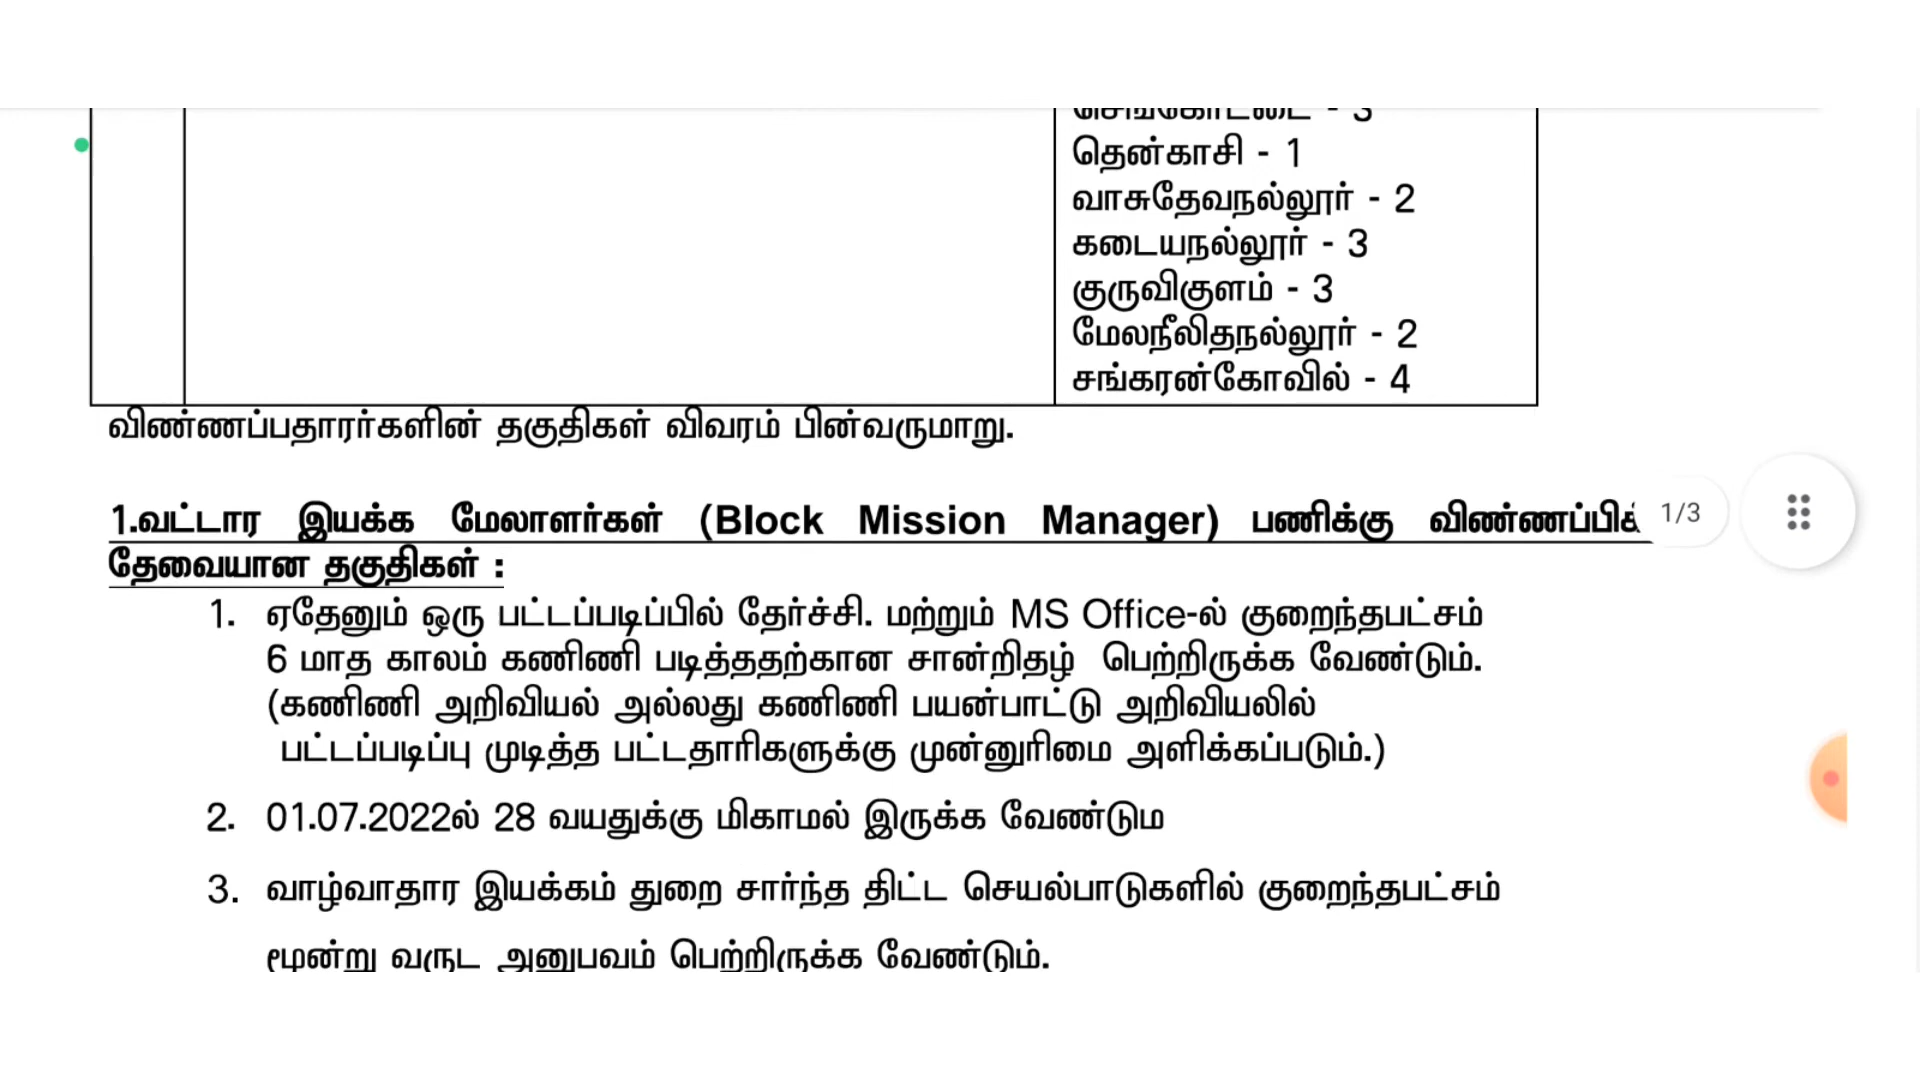 செங்கோட்டை - 3
தென்காசி - 1
வாசுதேவநல்லூர் - 2
கடையநல்லூர் - 3
குருவிகுளம் - 3
மேலநீலிதநல்லூர் - 2
சங்கரன்கோவில் - 4
விண்ணப்பதாரர்களின் தகுதிகள் விவரம் பின்வருமாறு.
1.வட்டார இயக்க மேலாளர்கள் (Block Mission Manager) பணிக்கு
1/3
தேவையான தகுதிகள் :
1. ஏதேனும் ஒரு பட்டப்படிப்பில் தேர்ச்சி. மற்றும் MS Office-ல் குறைந்தபட்சம்
6 மாத காலம் கணிணி படித்ததற்கான சான்றிதழ் பெற்றிருக்க வேண்டும்.
(கணிணி அறிவியல் அல்லது கணிணி பயன்பாட்டு அறிவியலில்
பட்டப்படிப்பு முடித்த பட்டதாரிகளுக்கு முன்னுரிமை அளிக்கப்படும்.)
2. 01.07.2022ல் 28 வயதுக்கு மிகாமல் இருக்க வேண்டும
3. வாழ்வாதார இயக்கம் துறை சார்ந்த திட்ட செயல்பாடுகளில் குறைந்தபட்சம்
மூன்று வருட அனுபவம் பெற்றிருக்க வேண்டும்.